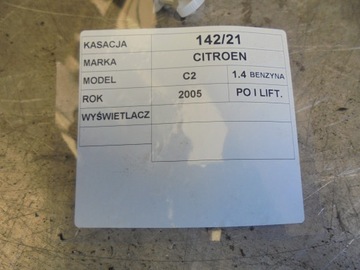 KASACJA 142/21
MARKA CITROEN
MODEL C2 1.4 BENZYNA
ROK 2005 PO I LIFT.
WYŚWIETLACZ